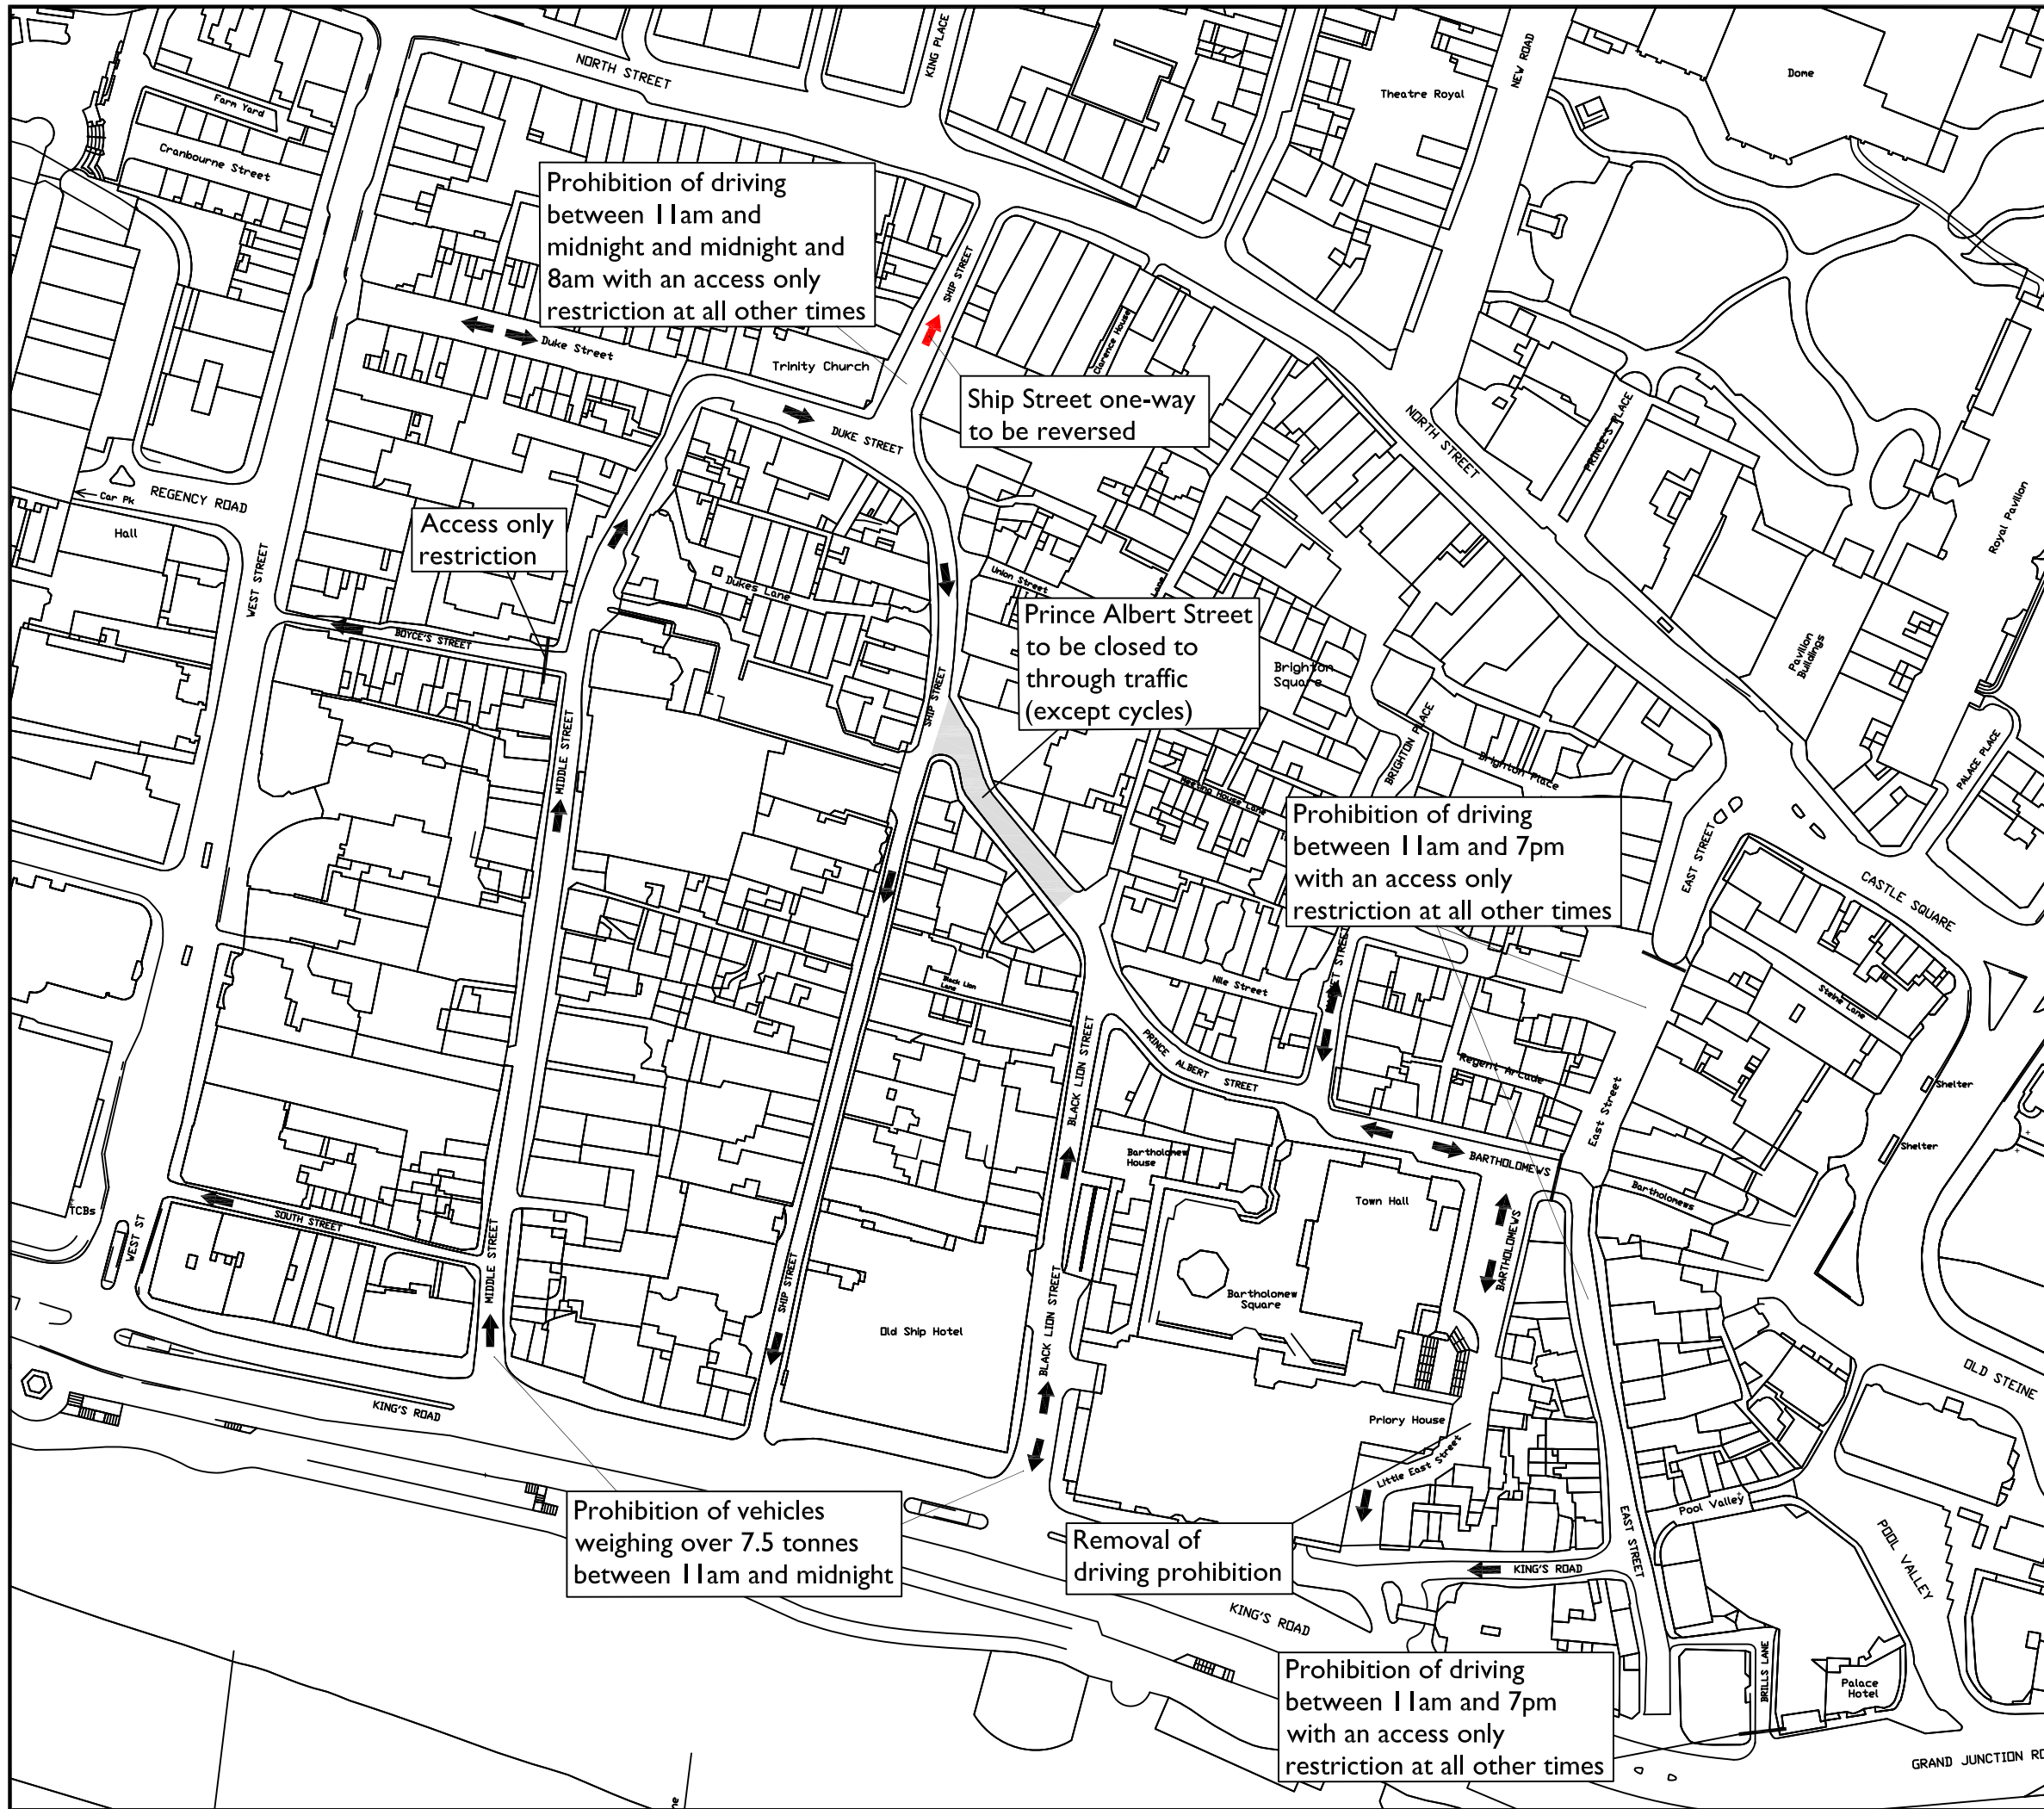 NORTH STREET
KING PLACE
NEW ROAD
Theatre Royal
Dome
Farm Yard
Cranbourne Street
Prohibition of driving
between 11am and
midnight and midnight and
8am with an access only
restriction at all other times
SHIP STREET
Clarence House
Duke Street
Trinity Church
Ship Street one-way
to be reversed
DUKE STREET
NORTH STREET
PRINCE'S PLACE
Royal Pavilion
Car Pk
REGENCY ROAD
Hall
Access only
restriction
WEST STREET
Dukes Lane
Union Street
Lane
BOYCE'S STREET
Prince Albert Street
to be closed to
through traffic
(except cycles)
Brighton
Square
Pavilion
Buildings
SHIP STREET
MIDDLE STREET
BRIGHTON PLACE
Brighton Place
PALACE PLACE
Meeting House Lane
Prohibition of driving
between 11am and 7pm
with an access only
restriction at all other times
EAST STREET
CASTLE SQUARE
Black Lion
Lane
Nile Street
Steine Lane
BLACK LION STREET
PRINCE ALBERT STREET
Regent Arcade
East Street
Shelter
Shelter
Bartholomew
House
BARTHOLOMEWS
Town Hall
Bartholomews
TCBs
WEST ST
SOUTH STREET
MIDDLE STREET
SHIP STREET
BLACK LION STREET
BARTHOLOMEWS
Bartholomew
Square
Old Ship Hotel
OLD STEINE
KING'S ROAD
Priory House
Little East Street
Prohibition of vehicles
weighing over 7.5 tonnes
between 11am and midnight
Removal of
driving prohibition
Pool Valley
EAST STREET
POOL VALLEY
KING'S ROAD
KING'S ROAD
BRILLS LANE
Prohibition of driving
between 11am and 7pm
with an access only
restriction at all other times
Palace
Hotel
GRAND JUNCTION RO